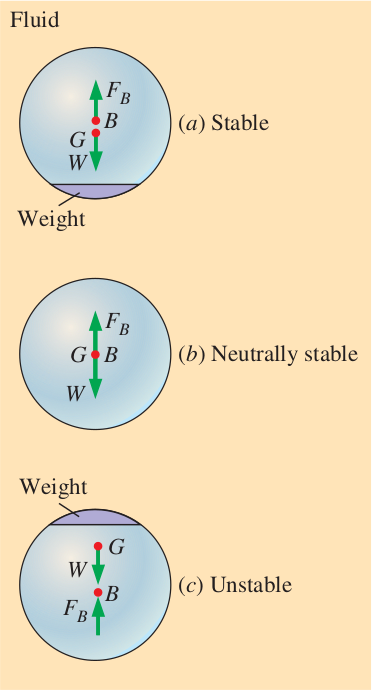 Fluid
F_B
B
(a) Stable
G
W
Weight
F_B
G B
(b) Neutrally stable
W
Weight
G
W
B
(c) Unstable
F_B